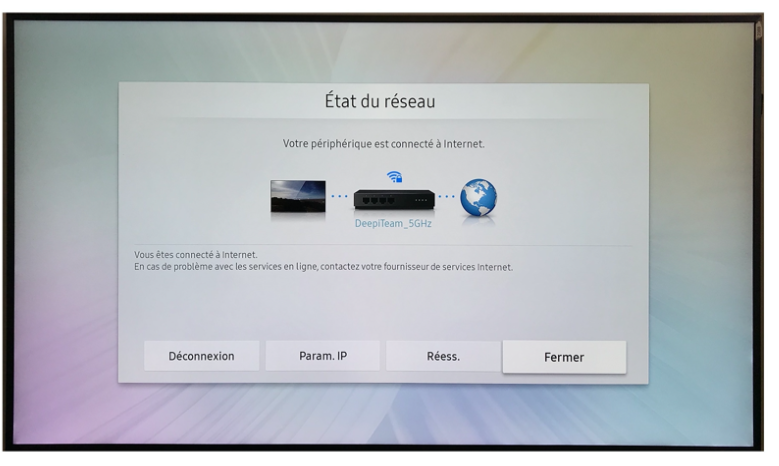 État du réseau
Votre périphérique est connecté à Internet.
DeepiTeam_5GHz
Vous êtes connecté à Internet.
En cas de problème avec les services en ligne, contactez votre fournisseur de services Internet.
Déconnexion
Param. IP
Réess.
Fermer